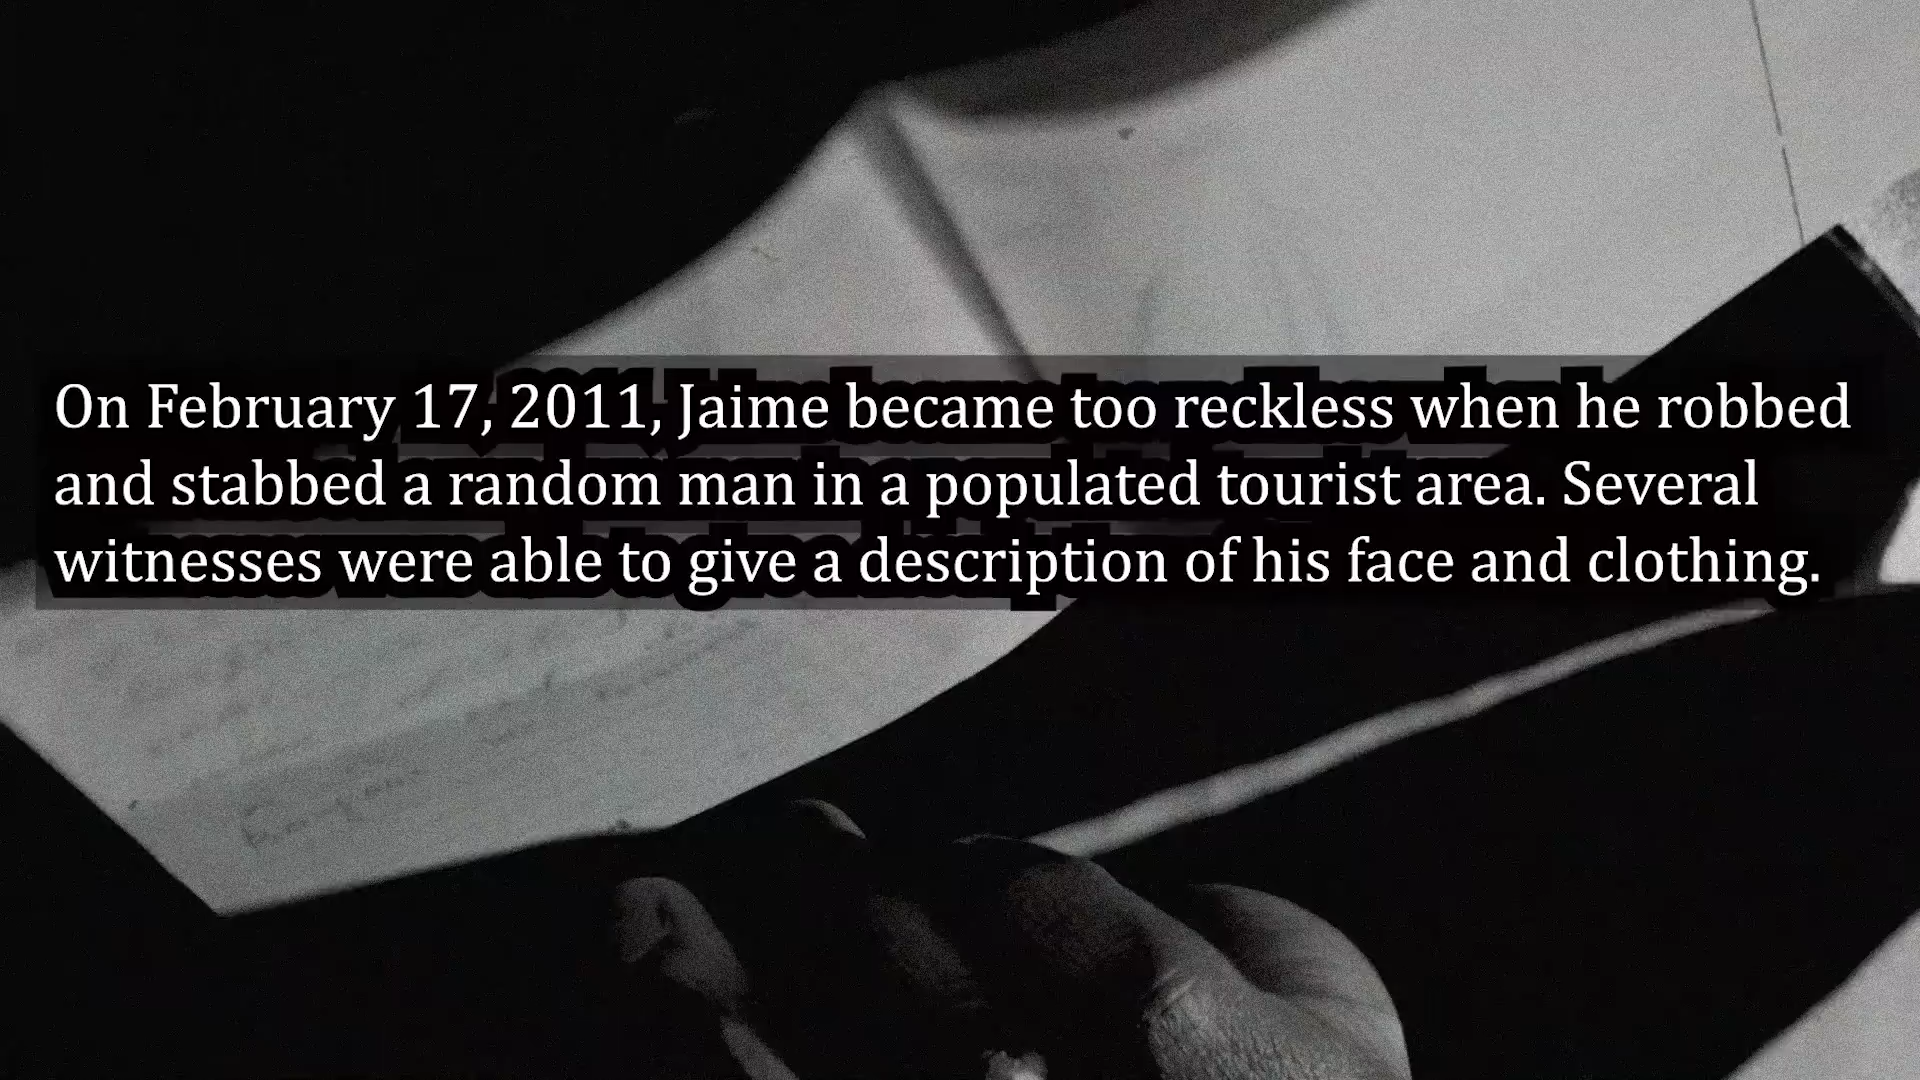 On February 17, 2011, Jaime became too reckless when he robbed
and stabbed a random man in a populated tourist area. Several
witnesses were able to give a description of his face and clothing.